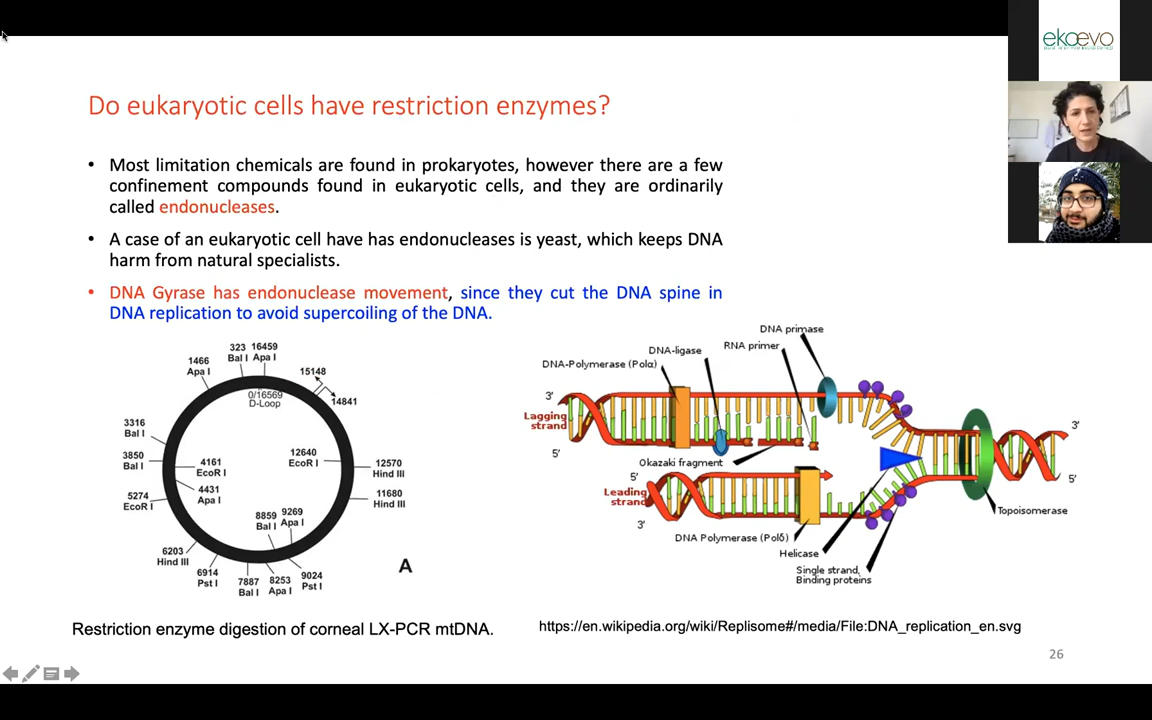 ekoevo
Do eukaryotic cells have restriction enzymes?
• Most limitation chemicals are found in prokaryotes, however there are a few
confinement compounds found in eukaryotic cells, and they are ordinarily
called endonucleases.
• A case of an eukaryotic cell have has endonucleases is yeast, which keeps DNA
harm from natural specialists.
• DNA Gyrase has endonuclease movement, since they cut the DNA spine in
DNA replication to avoid supercoiling of the DNA.
323
Bal I
16459
Apa I
1466
Apa I
15148
14841
0/16569
D-Loop
3316
Bal I
3850
Bal I
4161
EcoR I
4431
Apa I
12640
EcoR I
12570
Hind III
11680
Hind III
5274
EcoR I
8859
Bal I
9269
Apa I
6203
Hind III
6914
Pst I
7887
Bal I
8253
Apa I
9024
Pst I
A
Restriction enzyme digestion of corneal LX-PCR mtDNA.
DNA primase
RNA primer
DNA-ligase
DNA-Polymerase (Polα)
3'
Lagging
strand
5'
Okazaki fragment
5'
Leading
strand
3'
3'
5'
Topoisomerase
DNA Polymerase (Polδ)
Helicase
Single strand,
Binding proteins
https://en.wikipedia.org/wiki/Replisome#/media/File:DNA_replication_en.svg
26